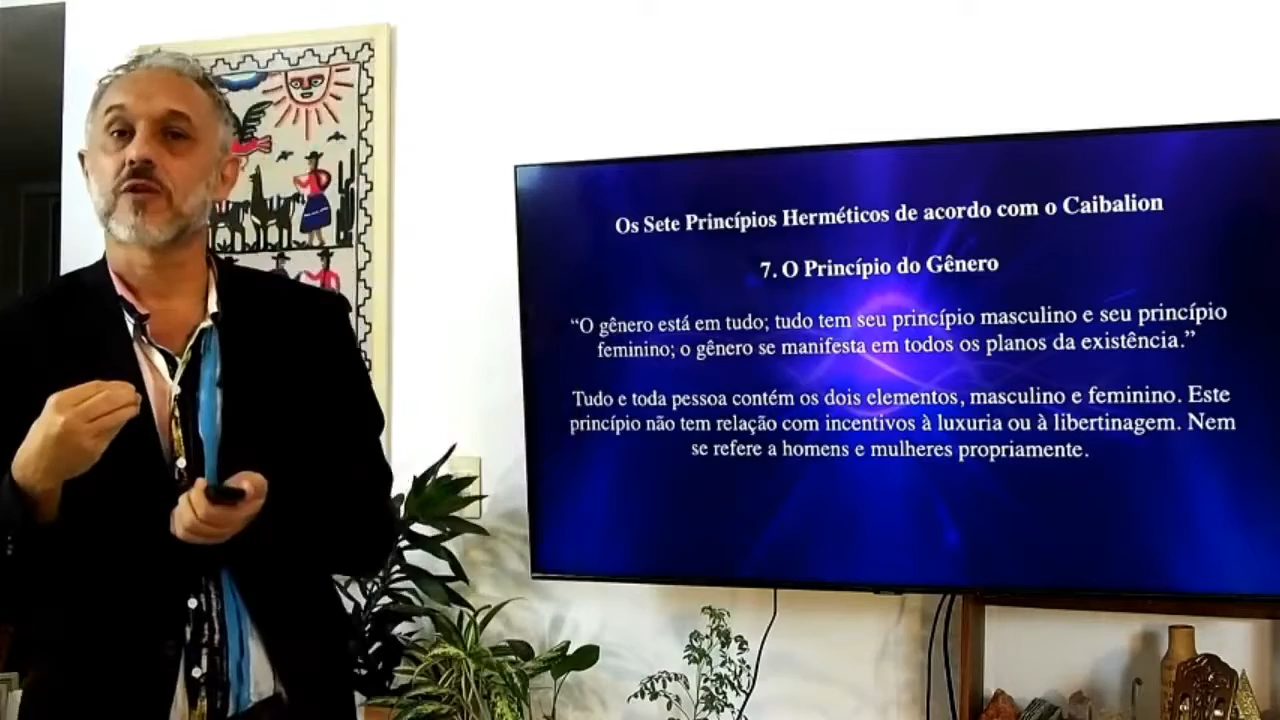 Os Sete Princípios Herméticos de acordo com o Caibalion
7. O Princípio do Gênero
“O gênero está em tudo; tudo tem seu princípio masculino e seu princípio
feminino; o gênero se manifesta em todos os planos da existência.”
Tudo e toda pessoa contém os dois elementos, masculino e feminino. Este
princípio não tem relação com incentivos à luxuria ou à libertinagem. Nem
se refere a homens e mulheres propriamente.